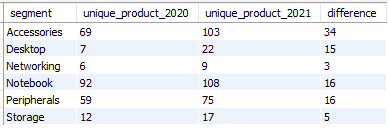 segment unique_product_2020 unique_product_2021 difference
Accessories 69 103 34
Desktop 7 22 15
Networking 6 9 3
Notebook 92 108 16
Peripherals 59 75 16
Storage 12 17 5